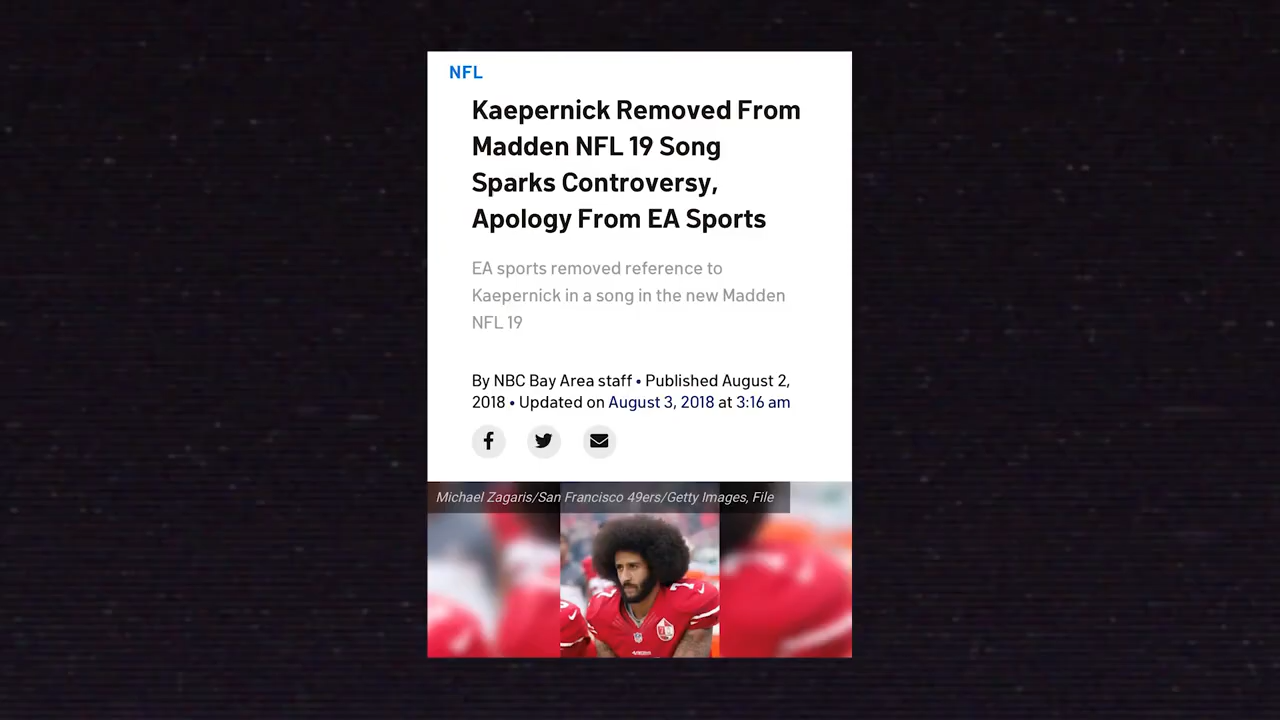 NFL
Kaepernick Removed From
Madden NFL 19 Song
Sparks Controversy,
Apology From EA Sports
EA sports removed reference to
Kaepernick in a song in the new Madden
NFL 19
By NBC Bay Area staff • Published August 2,
2018 • Updated on August 3, 2018 at 3:16 am
Michael Zagaris/San Francisco 49ers/Getty Images, File